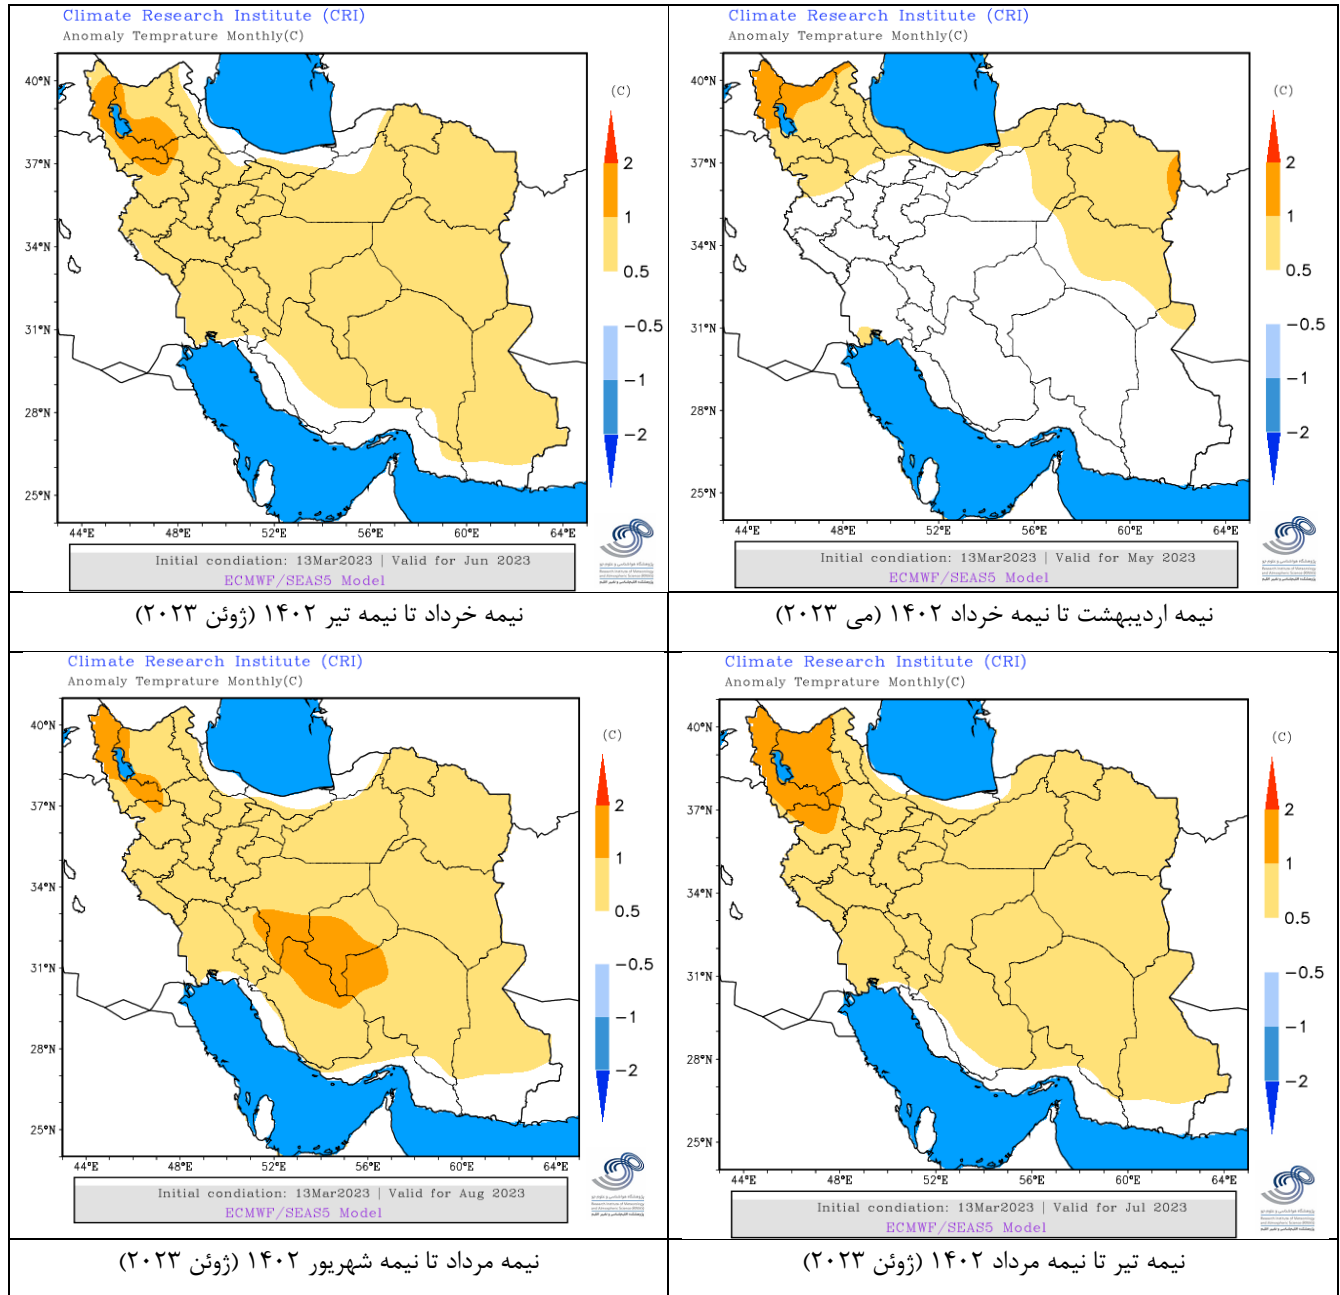 Climate Research Institute (CRI)
Anomaly Temprature Monthly(C)
40°N
37°N
34°N
31°N
28°N
25°N
44°E 48°E 52°E 56°E 60°E 64°E
(C)
2
1
0.5
−0.5
−1
−2
Initial condiation: 13Mar2023 | Valid for Jun 2023
ECMWF/SEAS5 Model
نیمه خرداد تا نیمه تیر ۱۴۰۲ (ژوئن ۲۰۲۳)
Climate Research Institute (CRI)
Anomaly Temprature Monthly(C)
40°N
37°N
34°N
31°N
28°N
25°N
44°E 48°E 52°E 56°E 60°E 64°E
(C)
2
1
0.5
−0.5
−1
−2
Initial condiation: 13Mar2023 | Valid for May 2023
ECMWF/SEAS5 Model
نیمه اردیبهشت تا نیمه خرداد ۱۴۰۲ (می ۲۰۲۳)
Climate Research Institute (CRI)
Anomaly Temprature Monthly(C)
40°N
37°N
34°N
31°N
28°N
25°N
44°E 48°E 52°E 56°E 60°E 64°E
(C)
2
1
0.5
−0.5
−1
−2
Initial condiation: 13Mar2023 | Valid for Aug 2023
ECMWF/SEAS5 Model
نیمه مرداد تا نیمه شهریور ۱۴۰۲ (ژوئن ۲۰۲۳)
Climate Research Institute (CRI)
Anomaly Temprature Monthly(C)
40°N
37°N
34°N
31°N
28°N
25°N
44°E 48°E 52°E 56°E 60°E 64°E
(C)
2
1
0.5
−0.5
−1
−2
Initial condiation: 13Mar2023 | Valid for Jul 2023
ECMWF/SEAS5 Model
نیمه تیر تا نیمه مرداد ۱۴۰۲ (ژوئن ۲۰۲۳)